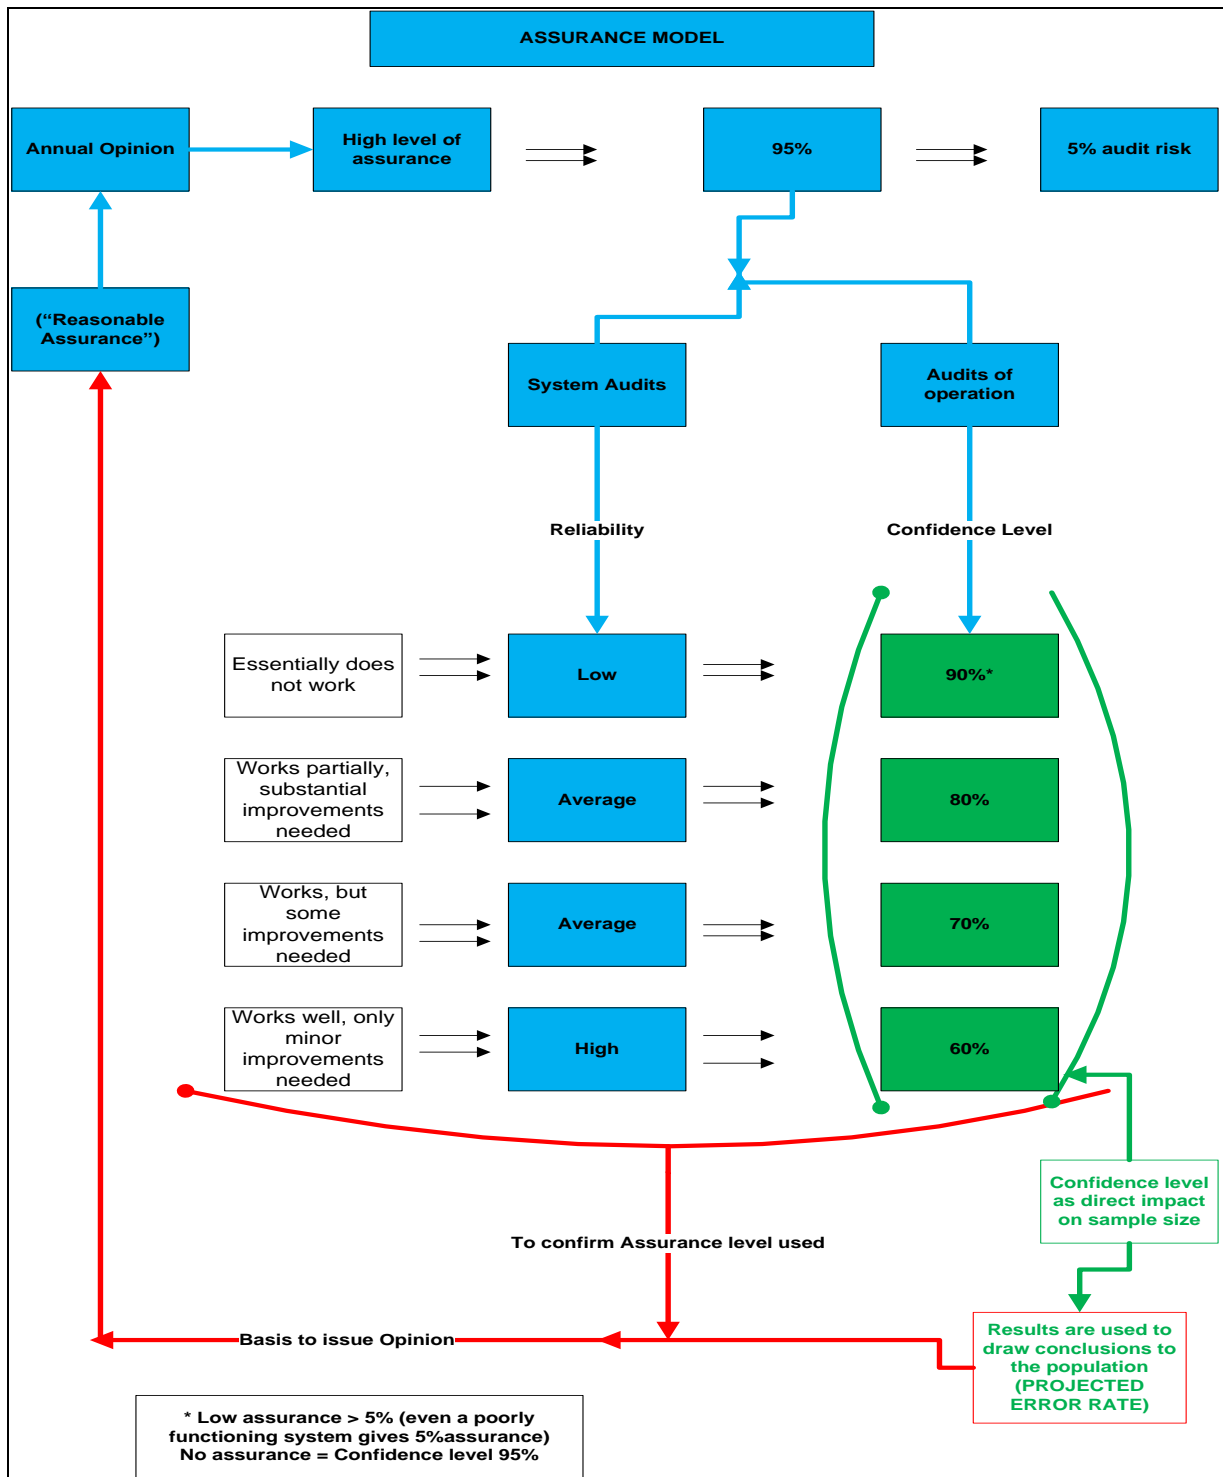 ASSURANCE MODEL
Annual Opinion
High level of
assurance
95%
5% audit risk
("Reasonable
Assurance")
System Audits
Audits of
operation
Reliability
Confidence Level
Essentially does
not work
Low
90%*
Works partially,
substantial
improvements
needed
Average
80%
Works, but
some
improvements
needed
Average
70%
Works well, only
minor
improvements
needed
High
60%
Confidence level
as direct impact
on sample size
To confirm Assurance level used
Basis to issue Opinion
Results are used to
draw conclusions to
the population
(PROJECTED
ERROR RATE)
* Low assurance > 5% (even a poorly
functioning system gives 5%assurance)
No assurance = Confidence level 95%